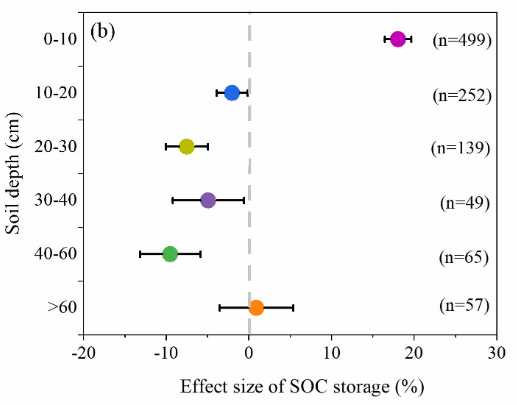 (b)
0-10 (n=499)
10-20 (n=252)
20-30 (n=139)
30-40 (n=49)
40-60 (n=65)
>60 (n=57)
Soil depth (cm)
-20 -10 0 10 20 30
Effect size of SOC storage (%)